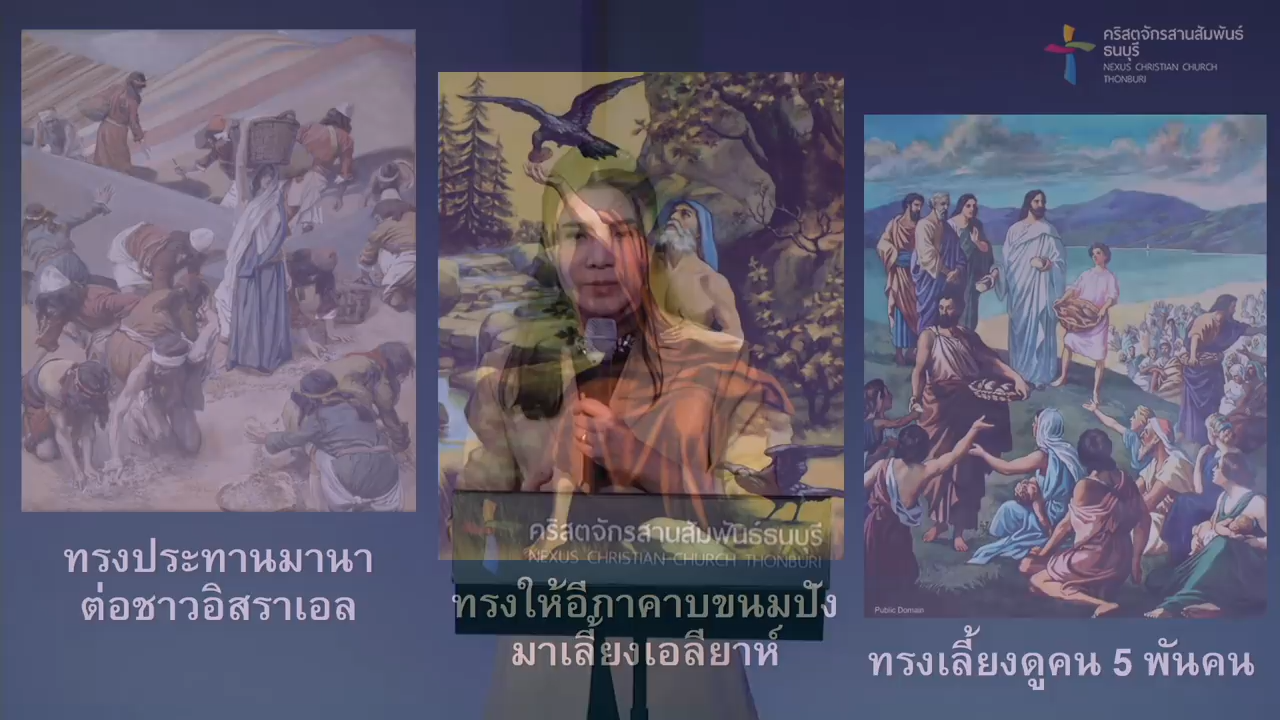 คริสตจักรสานสัมพันธ์
ธนบุรี
NEXUS CHRISTIAN CHURCH
THONBURI
คริสตจักรสานสัมพันธ์ธนบุรี
NEXUS CHRISTIAN CHURCH THONBURI
ทรงประทานมานา
ต่อชาวอิสราเอล
ทรงให้อีกาคาบขนมปัง
มาเลี้ยงเอลียาห์
Public Domain
ทรงเลี้ยงดูคน 5 พันคน